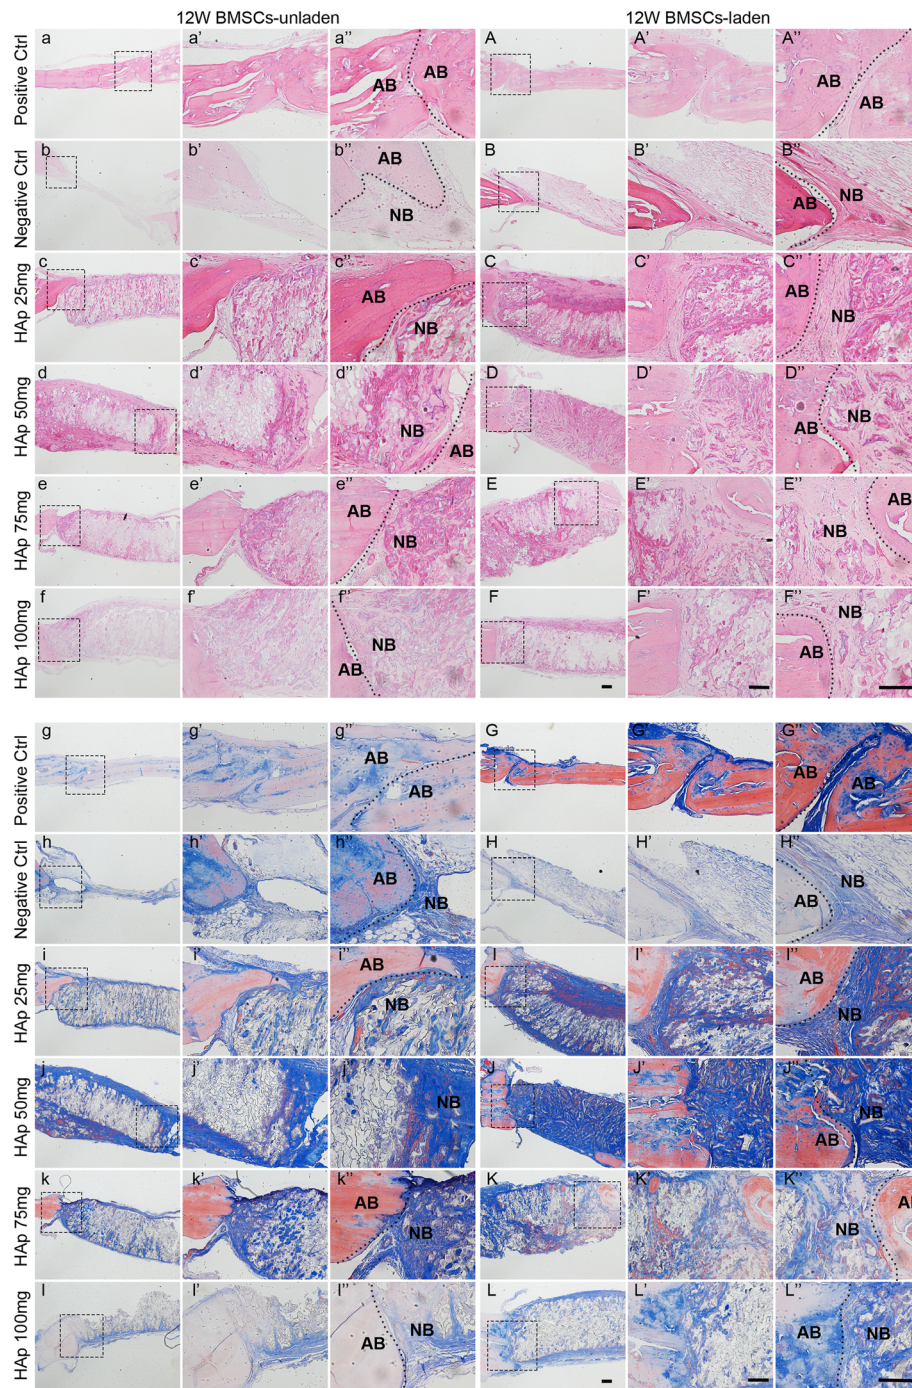 12W BMSCs-unladen 12W BMSCs-laden
Positive Ctrl a a' a'' AB AB A A' A'' AB AB
Negative Ctrl b b' b'' AB NB B B' B'' AB NB
HAp 25mg c c' c'' AB NB C C' C'' AB NB
HAp 50mg d d' d'' NB AB D D' D'' AB NB
HAp 75mg e e' e'' AB NB E E' E'' AB NB
HAp 100mg f f' f'' NB AB F F' F'' NB AB
Positive Ctrl g g' g'' AB AB G G' G'' AB AB
Negative Ctrl h h' h'' AB NB H H' H'' NB AB
HAp 25mg i i' i'' AB NB I I' I'' AB NB
HAp 50mg j j' j'' NB J J' J'' NB AB
HAp 75mg k k' k'' AB NB K K' K'' AB NB
HAp 100mg l l' l'' NB AB L L' L'' AB NB